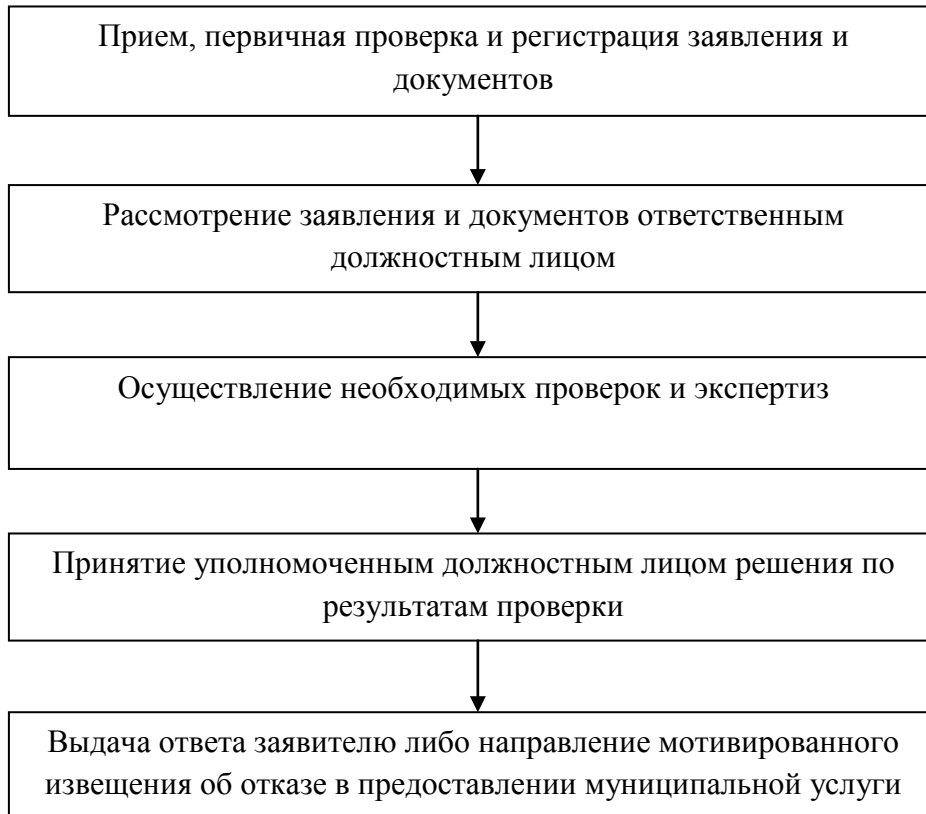 Прием, первичная проверка и регистрация заявления и
документов
Рассмотрение заявления и документов ответственным
должностным лицом
Осуществление необходимых проверок и экспертиз
Принятие уполномоченным должностным лицом решения по
результатам проверки
Выдача ответа заявителю либо направление мотивированного
извещения об отказе в предоставлении муниципальной услуги